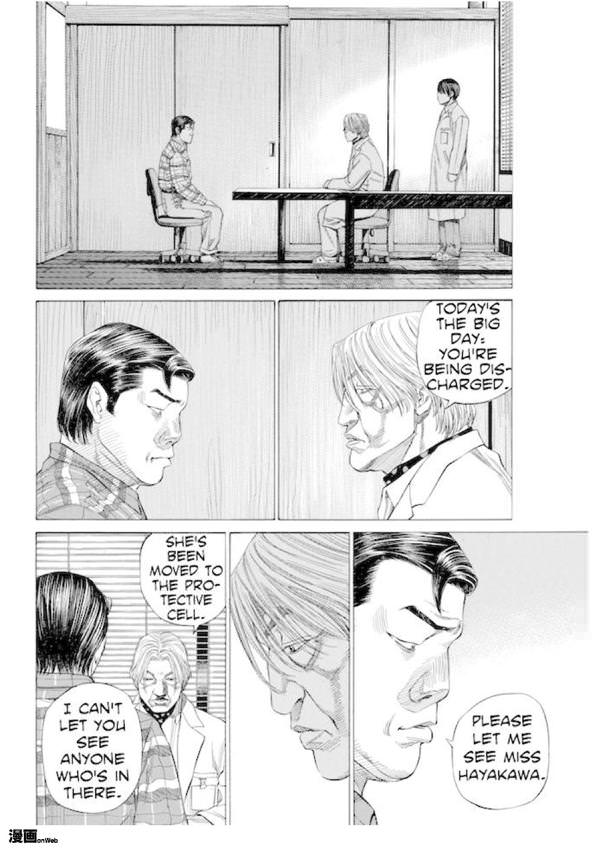 TODAY'S
THE BIG
DAY:
YOU'RE
BEING DIS-
CHARGED.
PLEASE
LET ME
SEE MISS
HAYAKAWA.
SHE'S
BEEN
MOVED TO
THE PRO-
TECTIVE
CELL.
I CAN'T
LET YOU
SEE
ANYONE
WHO'S IN
THERE.
漫画onWeb